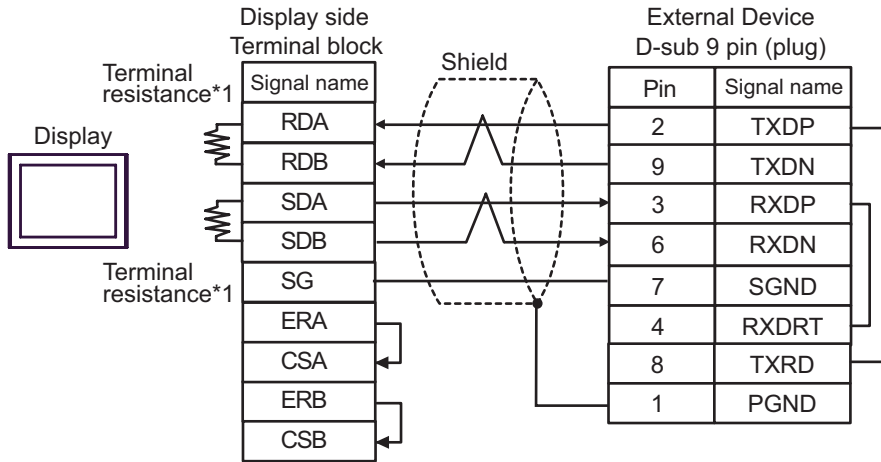 Display side
Terminal block
External Device
D-sub 9 pin (plug)
Shield
Terminal
resistance*1
Display
Signal name
RDA
RDB
SDA
SDB
SG
ERA
CSA
ERB
CSB
Terminal
resistance*1
Pin Signal name
2 TXDP
9 TXDN
3 RXDP
6 RXDN
7 SGND
4 RXDRT
8 TXRD
1 PGND